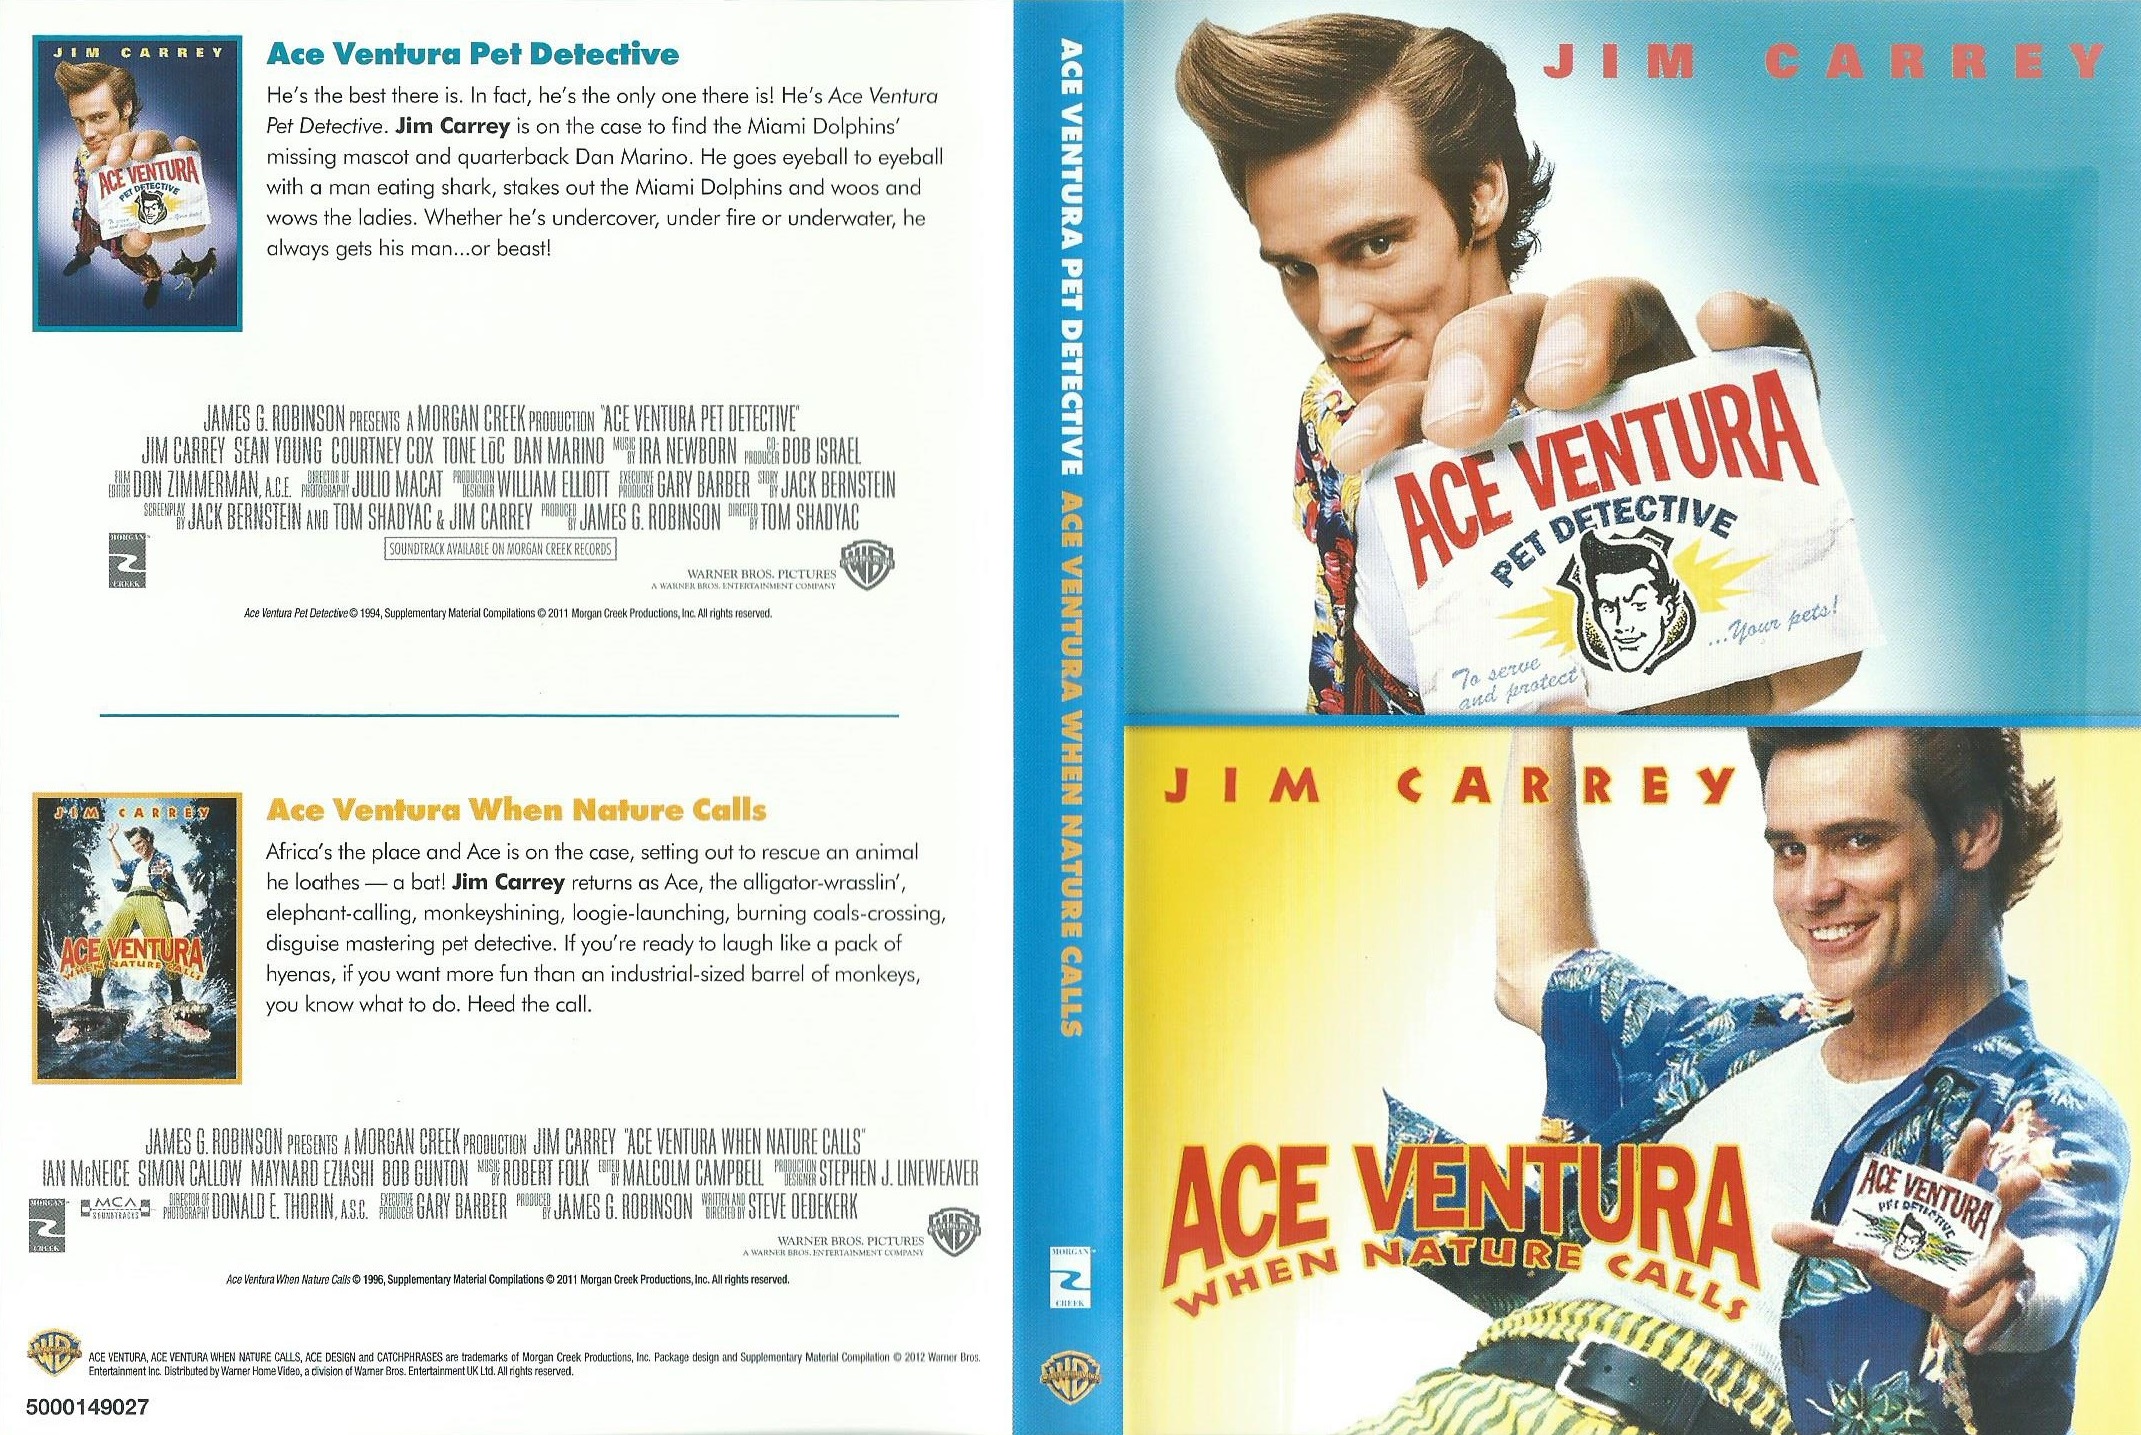 JIM CARREY
ACE VENTURA
PET DETECTIVE
Ace Ventura Pet Detective
He's the best there is. In fact, he's the only one there is! He's Ace Ventura
Pet Detective. Jim Carrey is on the case to find the Miami Dolphins'
missing mascot and quarterback Dan Marino. He goes eyeball to eyeball
with a man eating shark, stakes out the Miami Dolphins and woos and
wows the ladies. Whether he's undercover, under fire or underwater, he
always gets his man...or beast!
JAMES G. ROBINSON PRESENTS A MORGAN CREEK PRODUCTION "ACE VENTURA PET DETECTIVE"
JIM CARREY SEAN YOUNG COURTNEY COX TONE LōC DAN MARINO MUSIC BY IRA NEWBORN CO-PRODUCER BOB ISRAEL
FILM EDITOR DON ZIMMERMAN, A.C.E. DIRECTOR OF PHOTOGRAPHY JULIO MACAT PRODUCTION DESIGNER WILLIAM ELLIOTT EXECUTIVE PRODUCER GARY BARBER STORY BY JACK BERNSTEIN
SCREENPLAY BY JACK BERNSTEIN AND TOM SHADYAC & JIM CARREY PRODUCED BY JAMES G. ROBINSON DIRECTED BY TOM SHADYAC
MORGAN CREEK
SOUNDTRACK AVAILABLE ON MORGAN CREEK RECORDS
WARNER BROS. PICTURES
A WARNER BROS. ENTERTAINMENT COMPANY
Ace Ventura Pet Detective © 1994, Supplementary Material Compilations © 2011 Morgan Creek Productions, Inc. All rights reserved.
JIM CARREY
ACE VENTURA
WHEN NATURE CALLS
Ace Ventura When Nature Calls
Africa's the place and Ace is on the case, setting out to rescue an animal
he loathes — a bat! Jim Carrey returns as Ace, the alligator-wrasslin',
elephant-calling, monkeyshining, loogie-launching, burning coals-crossing,
disguise mastering pet detective. If you're ready to laugh like a pack of
hyenas, if you want more fun than an industrial-sized barrel of monkeys,
you know what to do. Heed the call.
JAMES G. ROBINSON PRESENTS A MORGAN CREEK PRODUCTION JIM CARREY "ACE VENTURA WHEN NATURE CALLS"
IAN McNEICE SIMON CALLOW MAYNARD EZIASHI BOB GUNTON MUSIC BY ROBERT FOLK EDITED BY MALCOLM CAMPBELL PRODUCTION DESIGNER STEPHEN J. LINEWEAVER
MORGAN CREEK MCA SOUNDTRACKS DIRECTOR OF PHOTOGRAPHY DONALD E. THORIN, A.S.C. EXECUTIVE PRODUCER GARY BARBER PRODUCED BY JAMES G. ROBINSON WRITTEN AND DIRECTED BY STEVE OEDEKERK
WARNER BROS. PICTURES
A WARNER BROS. ENTERTAINMENT COMPANY
Ace Ventura When Nature Calls © 1996, Supplementary Material Compilations © 2011 Morgan Creek Productions, Inc. All rights reserved.
ACE VENTURA, ACE VENTURA WHEN NATURE CALLS, ACE DESIGN and CATCHPHRASES are trademarks of Morgan Creek Productions, Inc. Package design and Supplementary Material Compilation © 2012 Warner Bros.
Entertainment Inc. Distributed by Warner Home Video, a division of Warner Bros. Entertainment UK Ltd. All rights reserved.
5000149027
ACE VENTURA PET DETECTIVE ACE VENTURA WHEN NATURE CALLS
MORGAN CREEK
JIM CARREY
ACE VENTURA
PET DETECTIVE
To serve
and protect
...Your pets!
JIM CARREY
ACE VENTURA
WHEN NATURE CALLS
ACE VENTURA
PET DETECTIVE